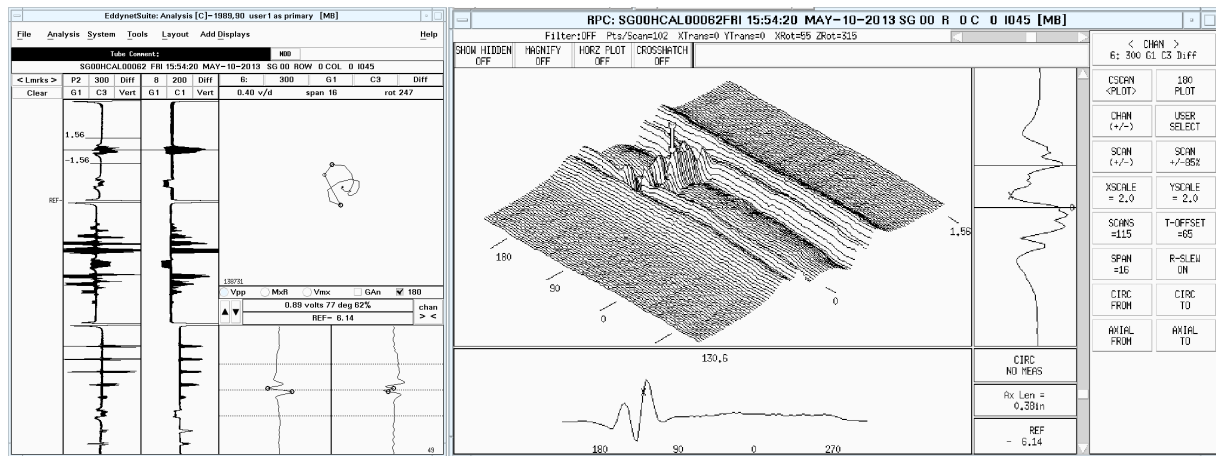 EddynetSuite: Analysis [C]-1989,90 user1 as primary [MB]
File Analysis System Tools Layout Add Displays Help
Tube Comment: NDD
SG00HCAL00062 FRI 15:54:20 MAY-10-2013 SG 00 ROW 0 COL 0 I045
< Lmrks > P2 300 Diff 8 200 Diff 6: 300 G1 C3 Diff
Clear G1 C3 Vert G1 C1 Vert 0.40 v/d span 16 rot 247
1.56
-1.56
REF-
138731
Vpp MxR Vmx GAn 180
0.89 volts 77 deg 62% chan
REF- 6.14 > <
49
RPC: SG00HCAL00062FRI 15:54:20 MAY-10-2013 SG 00 R 0 C 0 I045 [MB]
Filter:OFF Pts/Scan=102 XTrans=0 YTrans=0 XRot=55 ZRot=315
SHOW HIDDEN MAGNIFY HORZ PLOT CROSSHATCH
OFF OFF OFF OFF
180
90
0
0
1.56
0
130.6
180 90 0 270
CIRC
NO MEAS
Ax Len =
0.38in
REF
- 6.14
< CHAN >
6: 300 G1 C3 Diff
CSCAN 180
<PLOT> PLOT
CHAN USER
(+/-) SELECT
SCAN SCAN
(+/-) +/-85%
XSCALE YSCALE
= 2.0 = 2.0
SCANS T-OFFSET
=115 =65
SPAN R-SLEW
=16 ON
CIRC CIRC
FROM TO
AXIAL AXIAL
FROM TO